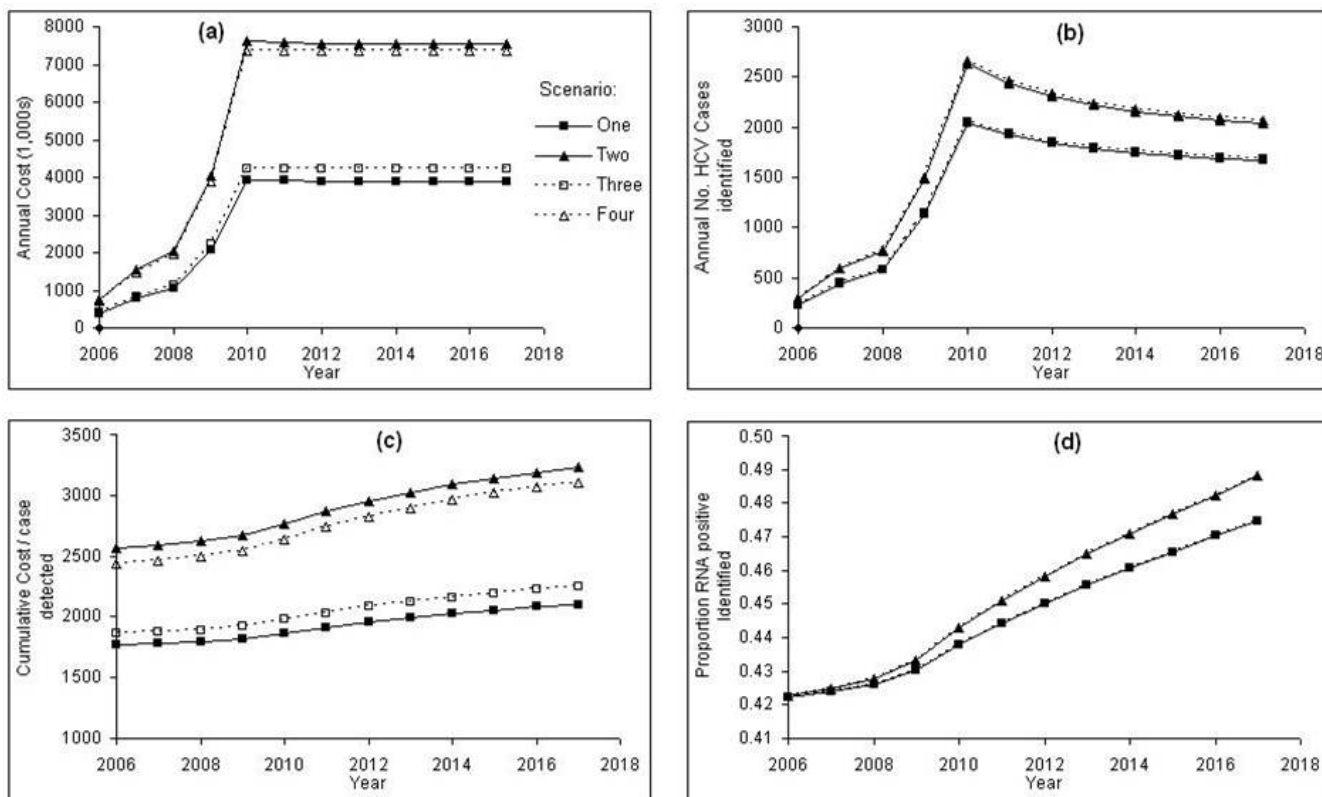 (a)
8000
7000
6000
5000
4000
3000
2000
1000
0
Annual Cost (1,000s)
2006 2008 2010 2012 2014 2016 2018
Year
Scenario:
One
Two
Three
Four
(b)
3000
2500
2000
1500
1000
500
0
Annual No. HCV Cases
identified
2006 2008 2010 2012 2014 2016 2018
Year
(c)
3500
3000
2500
2000
1500
1000
Cumulative Cost / case
detected
2006 2008 2010 2012 2014 2016 2018
Year
(d)
0.50
0.49
0.48
0.47
0.46
0.45
0.44
0.43
0.42
0.41
Proportion RNA positive
Identified
2006 2008 2010 2012 2014 2016 2018
Year